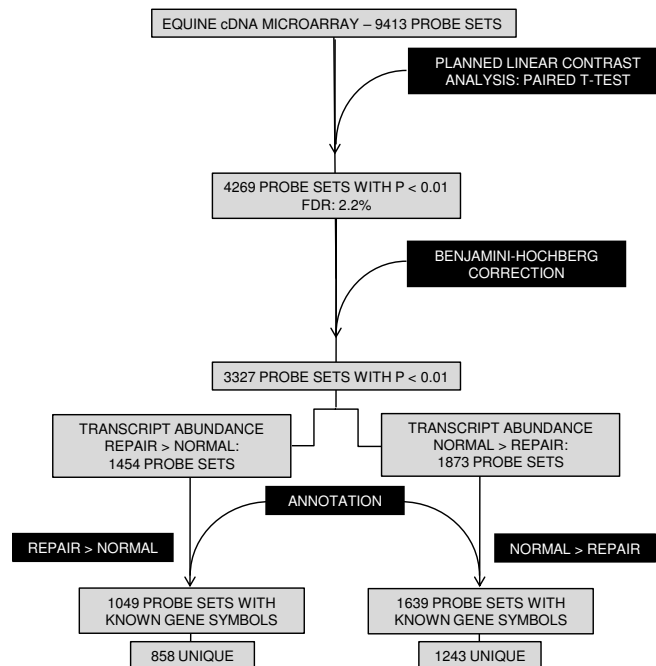 EQUINE cDNA MICROARRAY – 9413 PROBE SETS
PLANNED LINEAR CONTRAST
ANALYSIS: PAIRED T-TEST
4269 PROBE SETS WITH P < 0.01
FDR: 2.2%
BENJAMINI-HOCHBERG
CORRECTION
3327 PROBE SETS WITH P < 0.01
TRANSCRIPT ABUNDANCE
REPAIR > NORMAL:
1454 PROBE SETS
TRANSCRIPT ABUNDANCE
NORMAL > REPAIR:
1873 PROBE SETS
ANNOTATION
REPAIR > NORMAL
NORMAL > REPAIR
1049 PROBE SETS WITH
KNOWN GENE SYMBOLS
1639 PROBE SETS WITH
KNOWN GENE SYMBOLS
858 UNIQUE
1243 UNIQUE